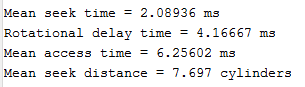 Mean seek time = 2.08936 ms
Rotational delay time = 4.16667 ms
Mean access time = 6.25602 ms
Mean seek distance = 7.697 cylinders